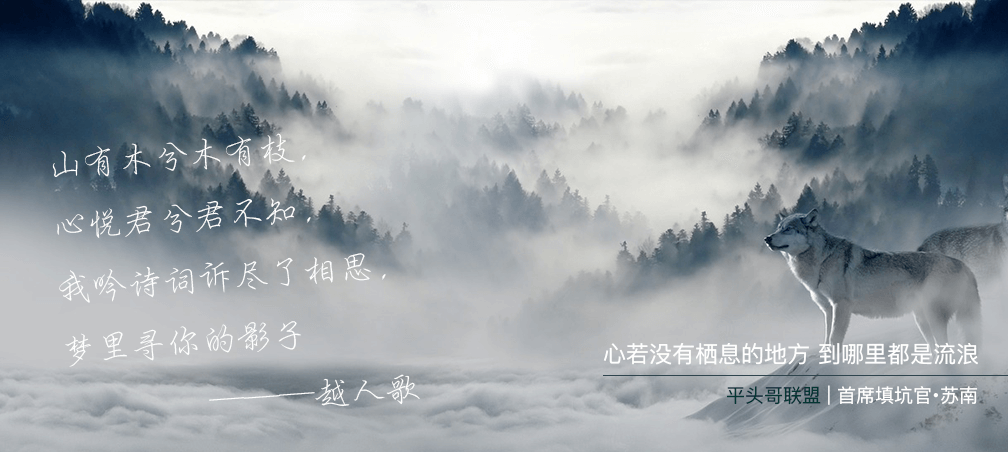 山有木兮木有枝，
心悦君兮君不知，
我吟诗词诉尽了相思，
梦里寻你的影子
————越人歌
心若没有栖息的地方 到哪里都是流浪
平头哥联盟 | 首席填坑官·苏南